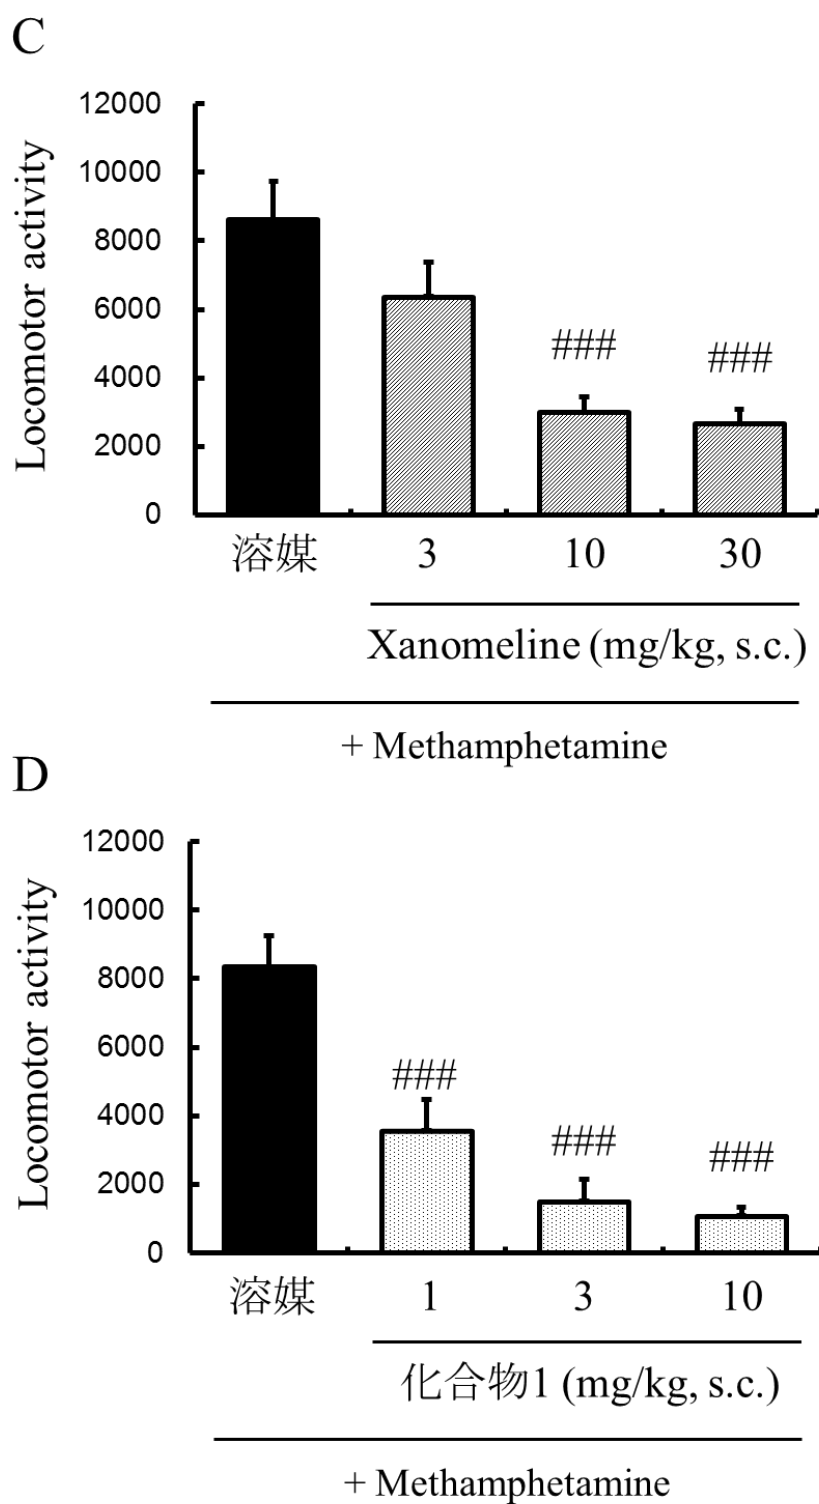 C
Locomotor activity
12000
10000
8000
6000
4000
2000
0
###
###
溶媒 3 10 30
Xanomeline (mg/kg, s.c.)
+ Methamphetamine
D
Locomotor activity
12000
10000
8000
6000
4000
2000
0
###
###
###
溶媒 1 3 10
化合物1 (mg/kg, s.c.)
+ Methamphetamine